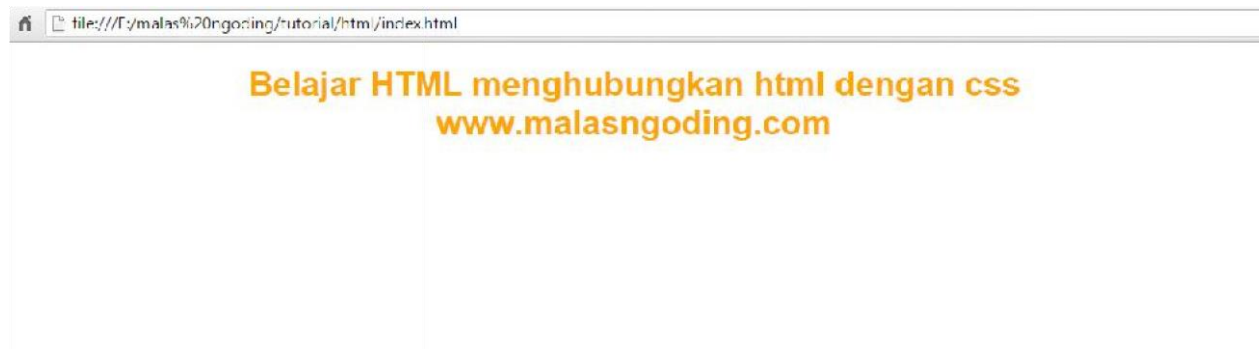 file:///F:/malas%20ngoding/tutorial/html/index.html
Belajar HTML menghubungkan html dengan css
www.malasngoding.com